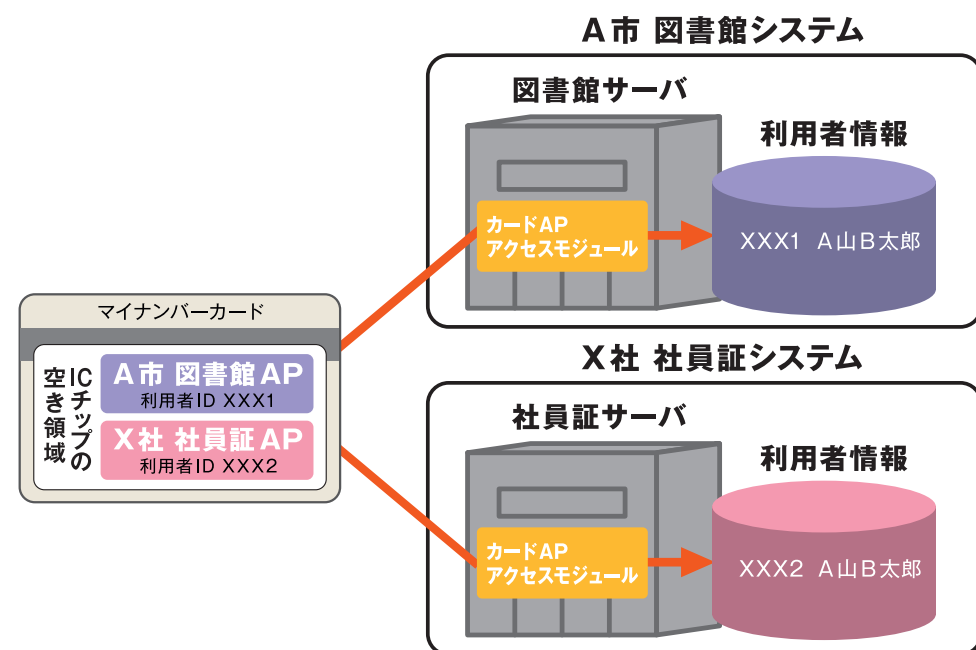 A市 図書館システム
図書館サーバ
利用者情報
カードAP
アクセスモジュール
XXX1 A山B太郎
マイナンバーカード
ICチップの
空き領域
A市 図書館AP
利用者ID XXX1
X社 社員証AP
利用者ID XXX2
X社 社員証システム
社員証サーバ
利用者情報
カードAP
アクセスモジュール
XXX2 A山B太郎